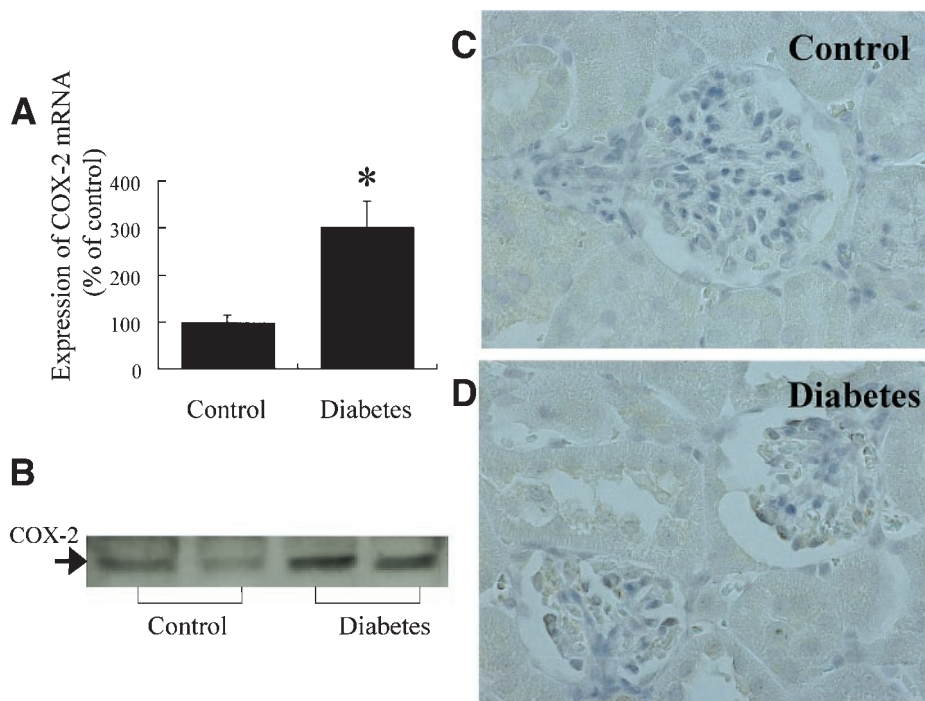 A
Expression of COX-2 mRNA
(% of control)
400
300
200
100
0
*
Control
Diabetes
B
COX-2
Control
Diabetes
C
Control
D
Diabetes